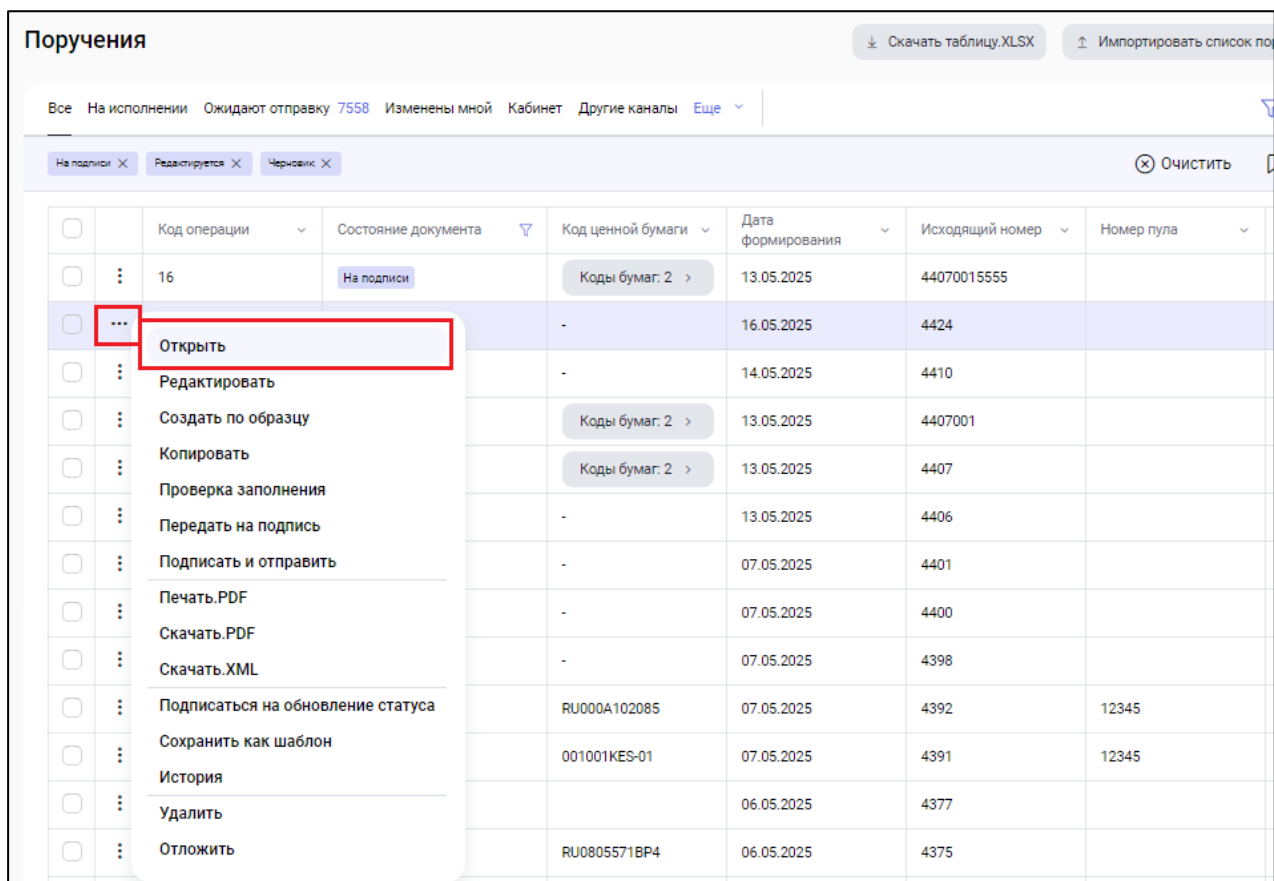 Поручения
Скачать таблицу.XLSX
Импортировать список пор
Все На исполнении Ожидают отправку 7558 Изменены мной Кабинет Другие каналы Еще
На подписи Редактируется Черновик
Очистить
Код операции Состояние документа Код ценной бумаги Дата формирования Исходящий номер Номер пула
16 На подписи Коды бумаг: 2 13.05.2025 44070015555
- 16.05.2025 4424
Открыть
- 14.05.2025 4410
Редактировать
Создать по образцу
Коды бумаг: 2 13.05.2025 4407001
Копировать
Коды бумаг: 2 13.05.2025 4407
Проверка заполнения
- 13.05.2025 4406
Передать на подпись
Подписать и отправить
- 07.05.2025 4401
Печать.PDF
- 07.05.2025 4400
Скачать.PDF
- 07.05.2025 4398
Скачать.XML
Подписаться на обновление статуса
RU000A102085 07.05.2025 4392 12345
Сохранить как шаблон
001001KES-01 07.05.2025 4391 12345
История
06.05.2025 4377
Удалить
Отложить
RU0805571BP4 06.05.2025 4375